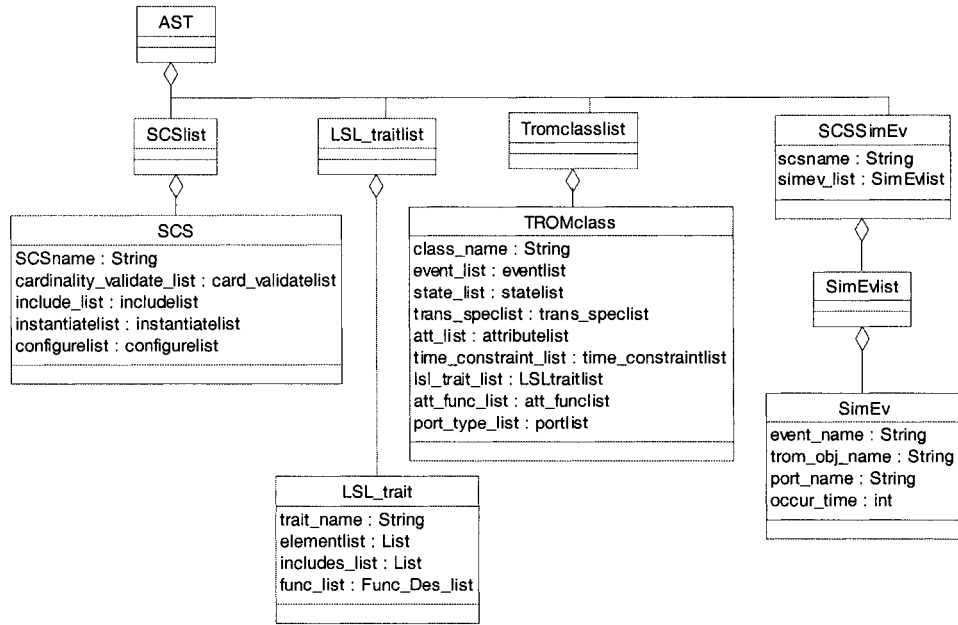 AST
SCSlist
LSL_traitlist
Tromclasslist
SCSSimEv
scsname : String
simev_list : SimEvlist
SCS
SCSname : String
cardinality_validate_list : card_validatelist
include_list : includelist
instantiatelist : instantiatelist
configurelist : configurelist
TROMclass
class_name : String
event_list : eventlist
state_list : statelist
trans_speclist : trans_speclist
att_list : attributelist
time_constraint_list : time_constraintlist
lsl_trait_list : LSLtraitlist
att_func_list : att_funclist
port_type_list : portlist
SimEvlist
SimEv
event_name : String
trom_obj_name : String
port_name : String
occur_time : int
LSL_trait
trait_name : String
elementlist : List
includes_list : List
func_list : Func_Des_list